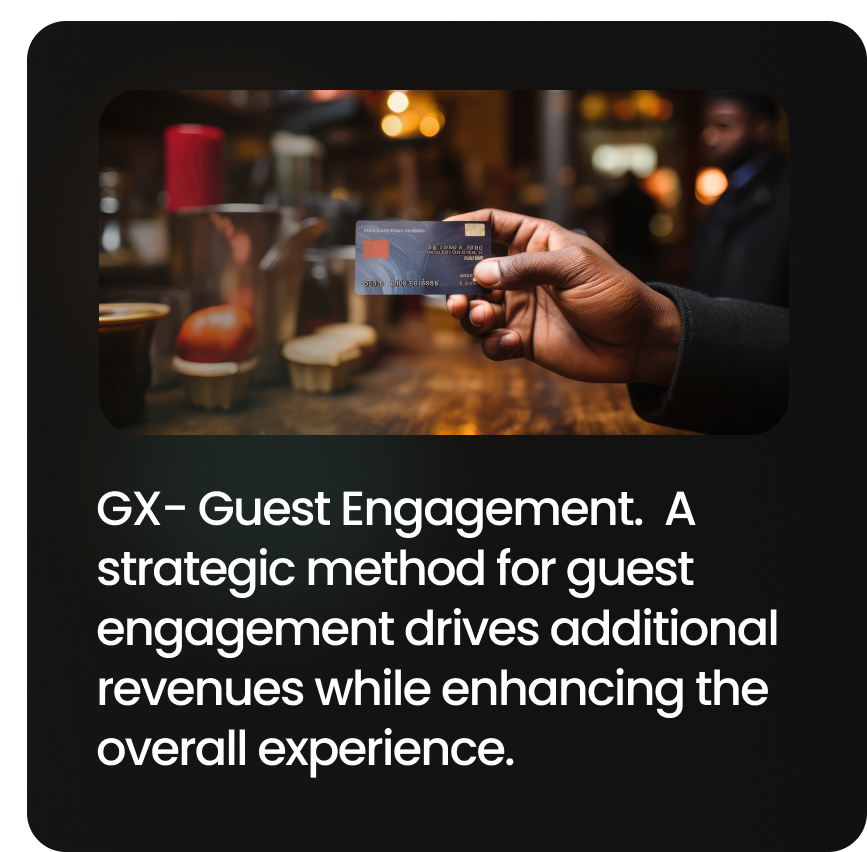 GX- Guest Engagement.  A
strategic method for guest
engagement drives additional
revenues while enhancing the
overall experience.